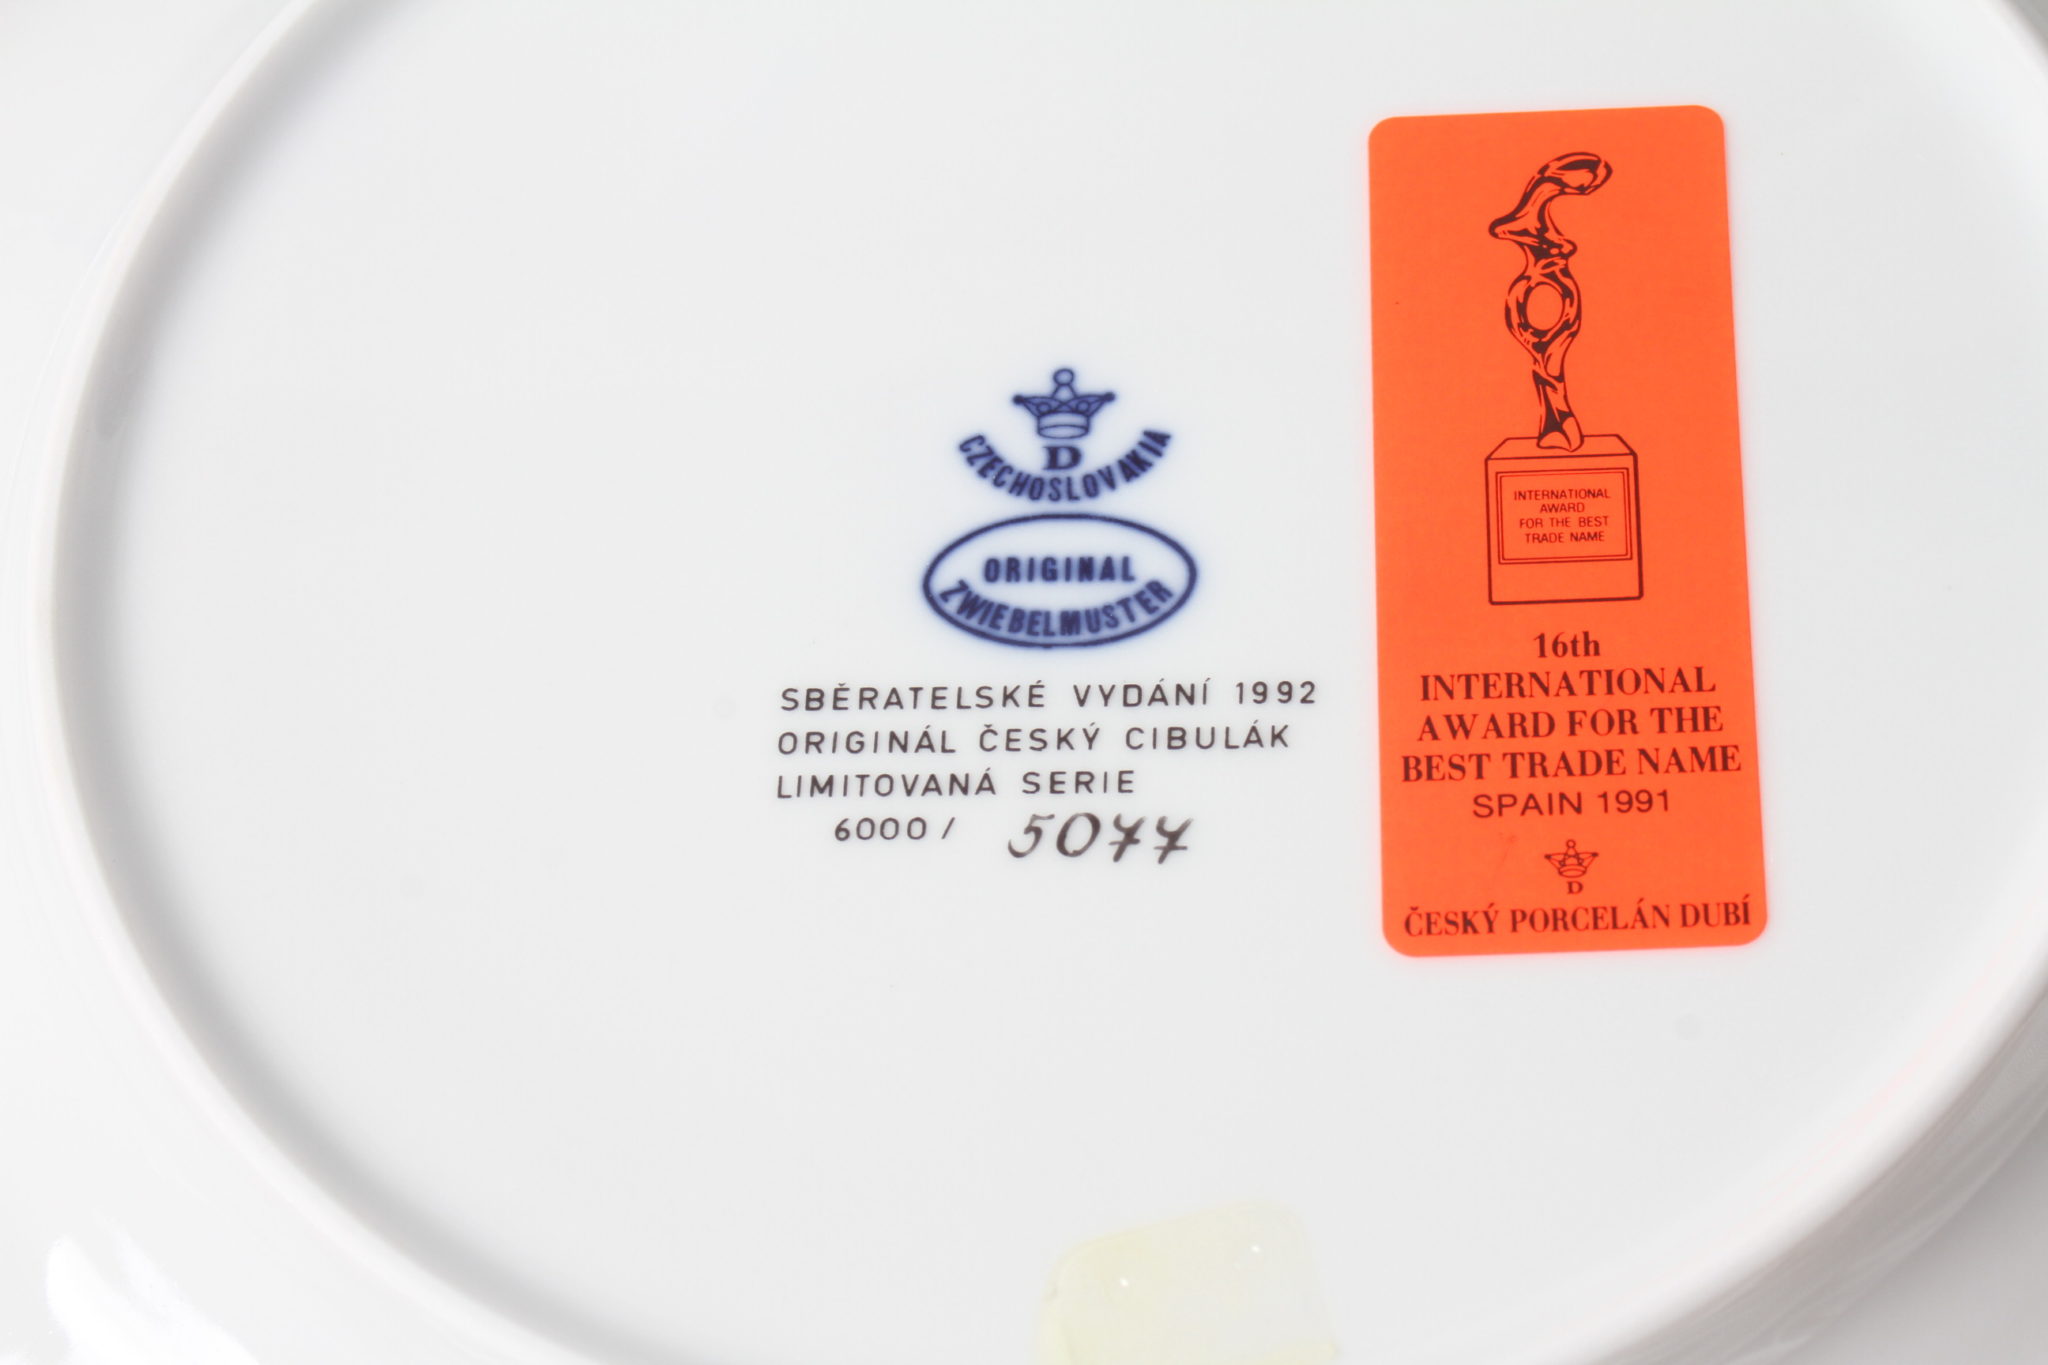 D
CZECHOSLOVAKIA
ORIGINAL
ZWIEBELMUSTER
SBĚRATELSKÉ VYDÁNÍ 1992
ORIGINÁL ČESKÝ CIBULÁK
LIMITOVANÁ SERIE
6000 / 5077
INTERNATIONAL
AWARD
FOR THE BEST
TRADE NAME
16th
INTERNATIONAL
AWARD FOR THE
BEST TRADE NAME
SPAIN 1991
D
ČESKÝ PORCELÁN DUBÍ